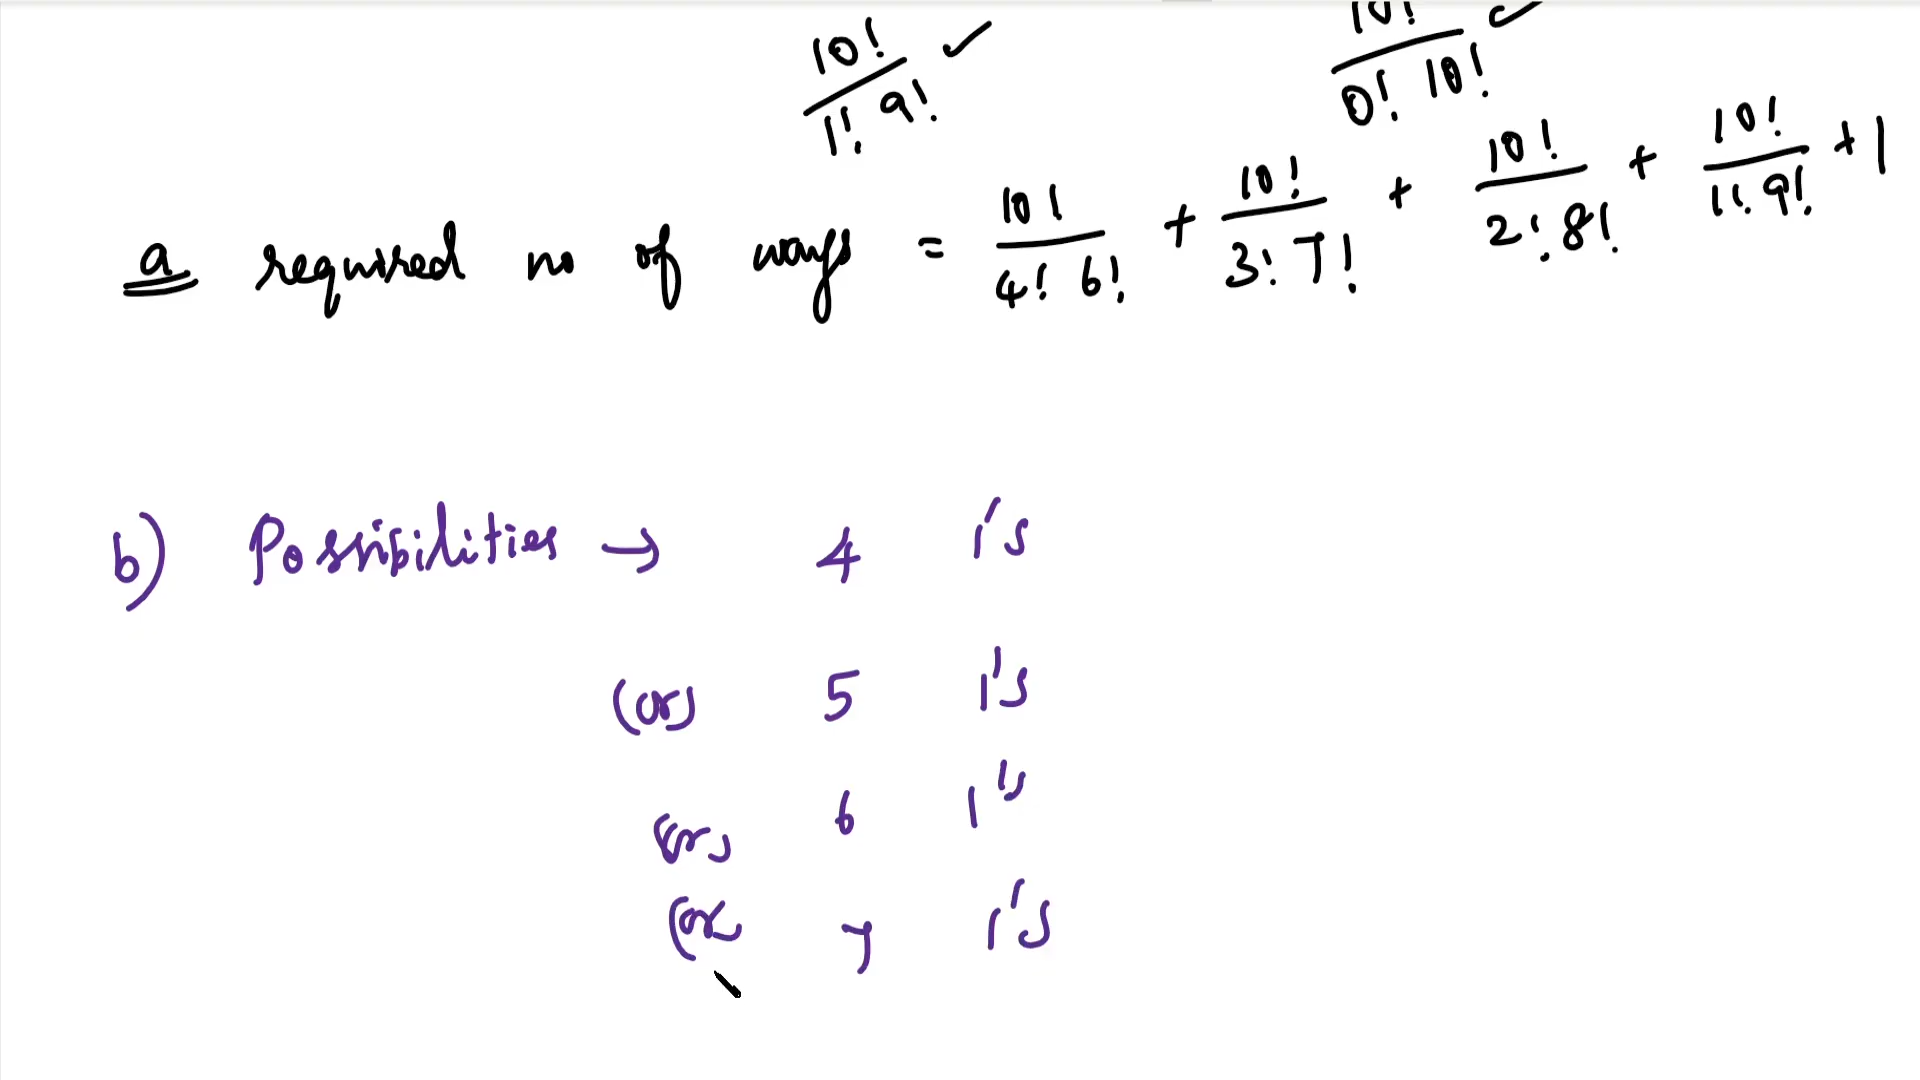 10! / 1! 9! ✓ 10! / 0! 10! ✓
a required no of ways = 10! / 4! 6! + 10! / 3! 7! + 10! / 2! 8! + 10! / 1! 9! + 1
b) Possibilities → 4 1's
(or) 5 1's
(or) 6 1's
(or 7 1's